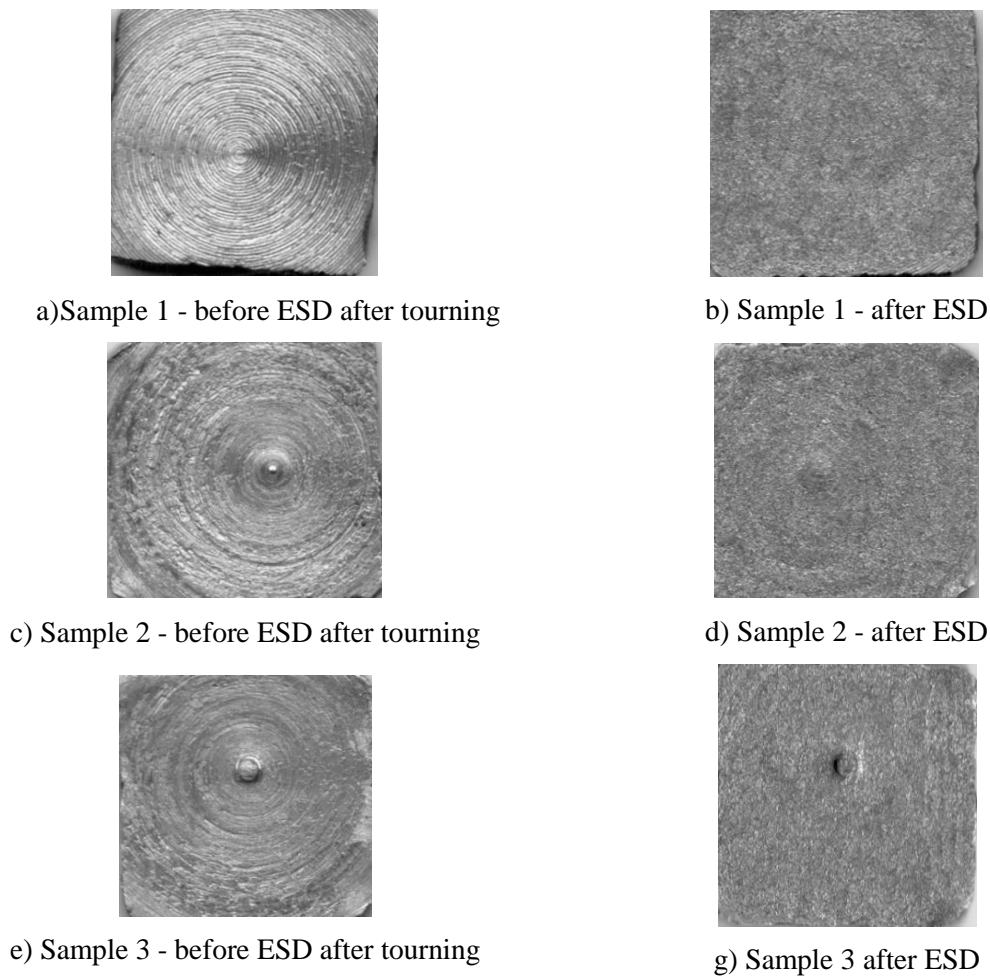 a)Sample 1 - before ESD after tourning
b) Sample 1 - after ESD
c) Sample 2 - before ESD after tourning
d) Sample 2 - after ESD
e) Sample 3 - before ESD after tourning
g) Sample 3 after ESD